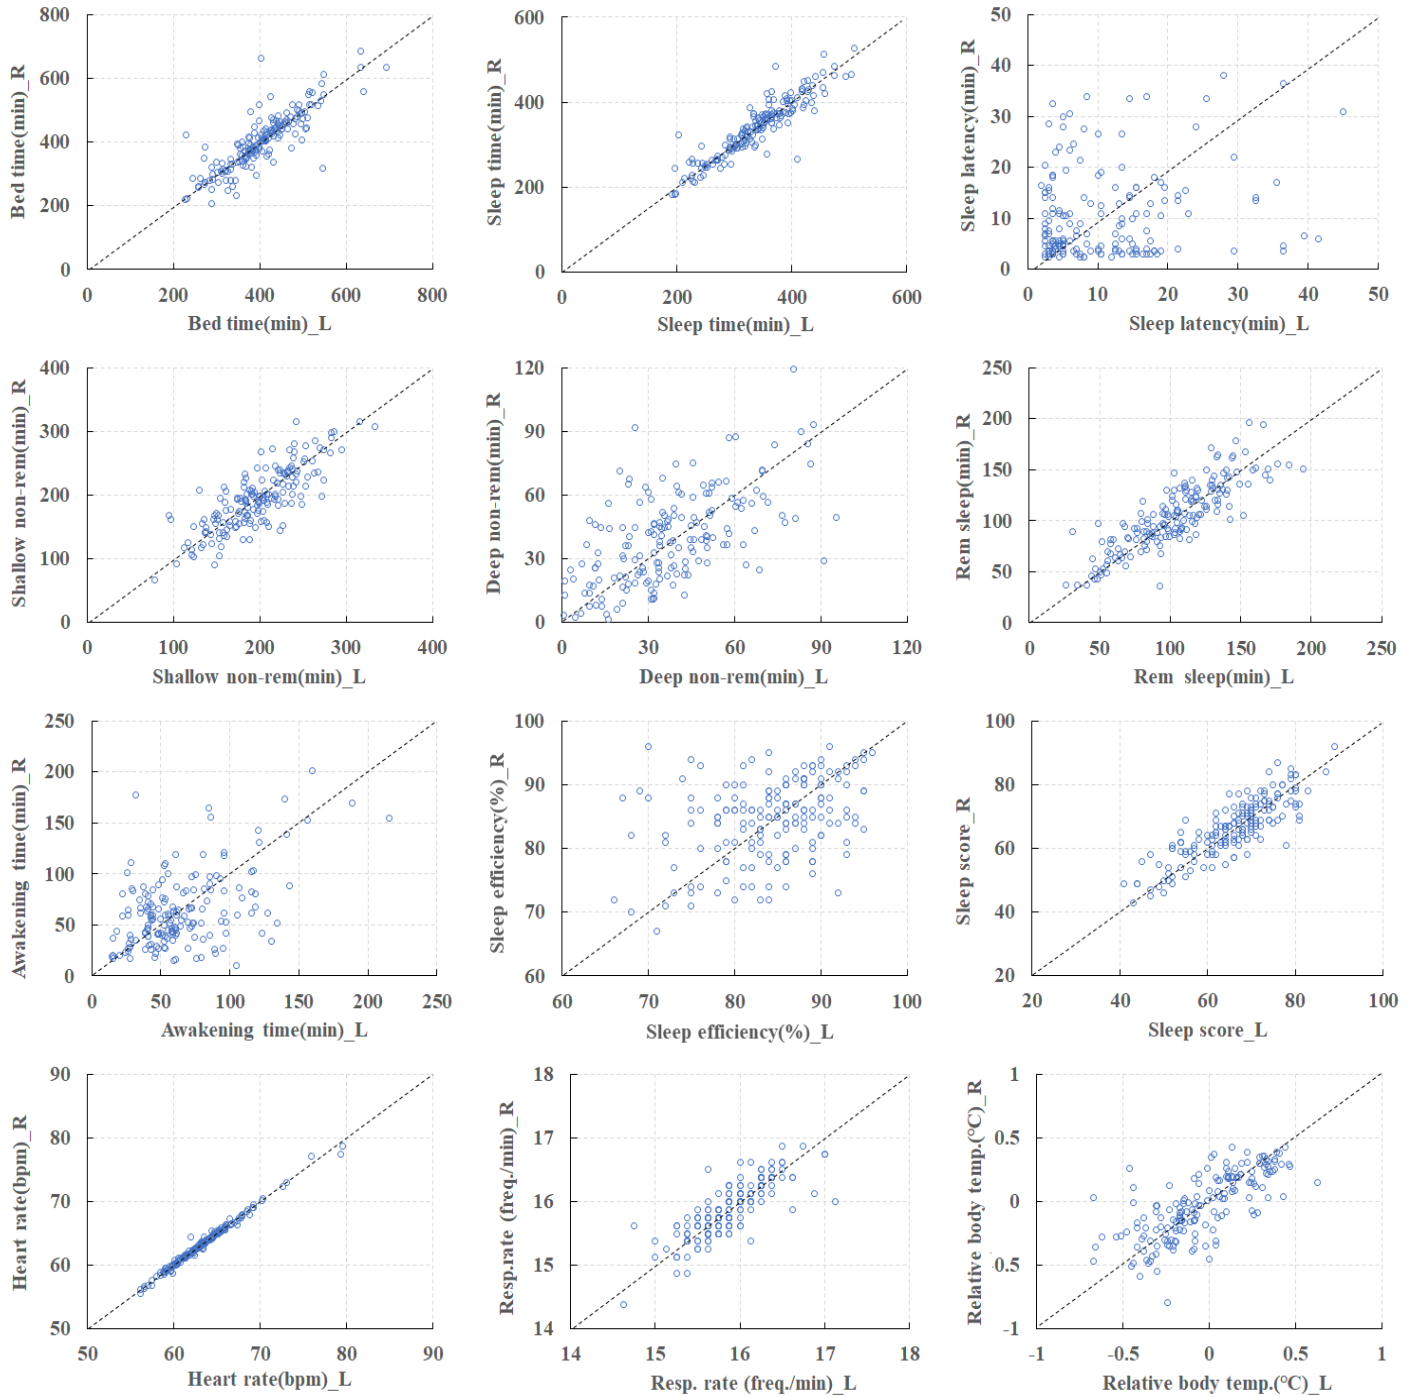 Bed time(min)_R
800
600
400
200
0
0 200 400 600 800
Bed time(min)_L
Sleep time(min)_R
600
400
200
0
0 200 400 600
Sleep time(min)_L
Sleep latency(min)_R
50
40
30
20
10
0
0 10 20 30 40 50
Sleep latency(min)_L
Shallow non-rem(min)_R
400
300
200
100
0
0 100 200 300 400
Shallow non-rem(min)_L
Deep non-rem(min)_R
120
90
60
30
0
0 30 60 90 120
Deep non-rem(min)_L
Rem sleep(min)_R
250
200
150
100
50
0
0 50 100 150 200 250
Rem sleep(min)_L
Awakening time(min)_R
250
200
150
100
50
0
0 50 100 150 200 250
Awakening time(min)_L
Sleep efficiency(%)_R
100
90
80
70
60
60 70 80 90 100
Sleep efficiency(%)_L
Sleep score_R
100
80
60
40
20
20 40 60 80 100
Sleep score_L
Heart rate(bpm)_R
90
80
70
60
50
50 60 70 80 90
Heart rate(bpm)_L
Resp.rate (freq./min)_R
18
17
16
15
14
14 15 16 17 18
Resp. rate (freq./min)_L
Relative body temp.(°C)_R
1
0.5
0
-0.5
-1
-1 -0.5 0 0.5 1
Relative body temp.(°C)_L